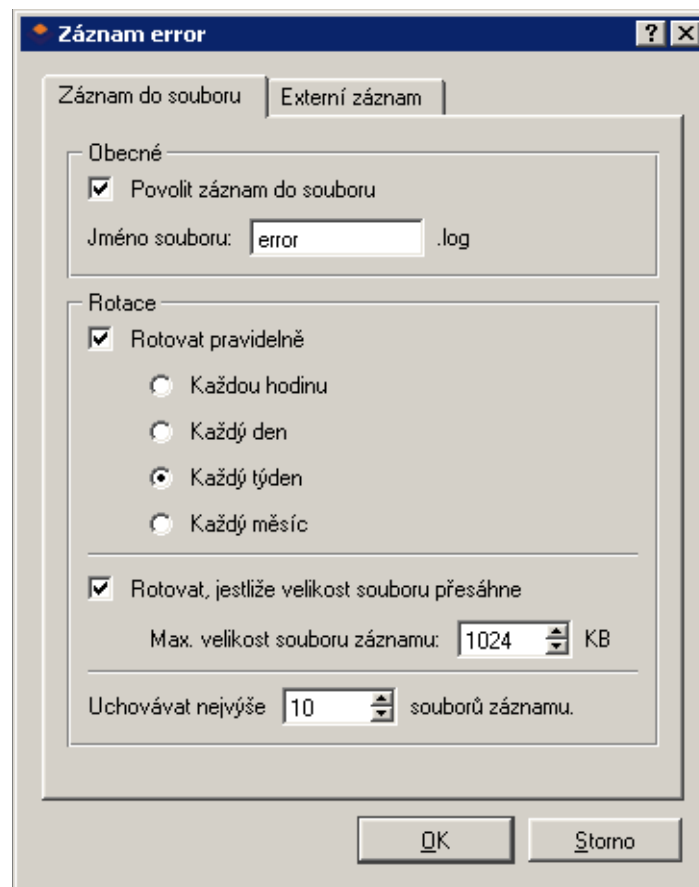 Záznam error
Záznam do souboru Externí záznam
Obecné
Povolit záznam do souboru
Jméno souboru: error .log
Rotace
Rotovat pravidelně
Každou hodinu
Každý den
Každý týden
Každý měsíc
Rotovat, jestliže velikost souboru přesáhne
Max. velikost souboru záznamu: 1024 KB
Uchovávat nejvýše 10 souborů záznamu.
OK Storno